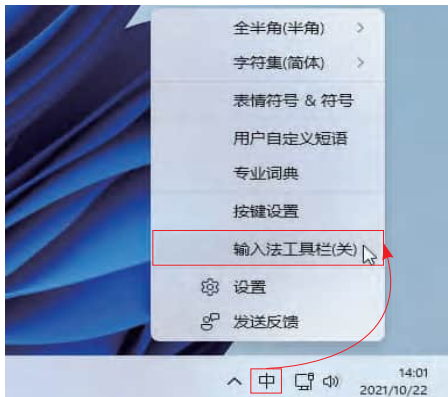 全半角(半角)
字符集(简体)
表情符号 & 符号
用户自定义短语
专业词典
按键设置
输入法工具栏(关)
设置
发送反馈
中
14:01
2021/10/22